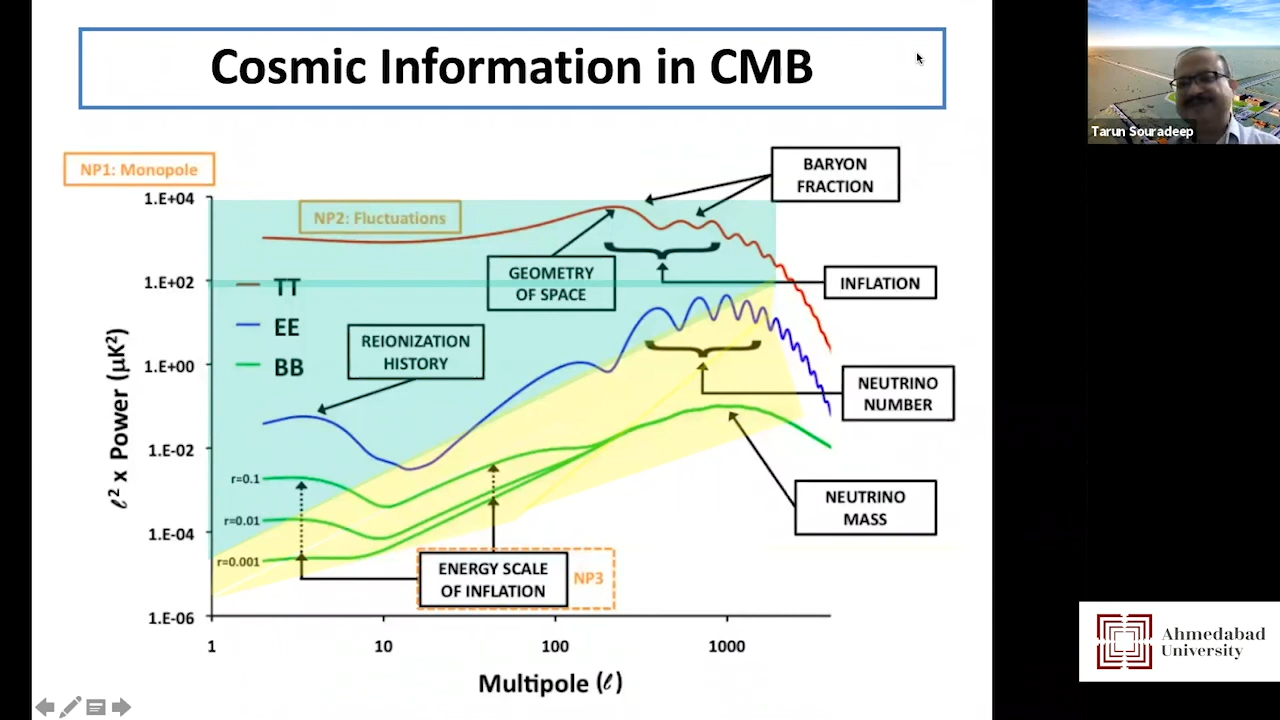 Cosmic Information in CMB
Tarun Souradeep
NP1: Monopole
BARYON
FRACTION
1.E+04
NP2: Fluctuations
GEOMETRY
OF SPACE
1.E+02
INFLATION
TT
EE
BB
REIONIZATION
HISTORY
1.E+00
NEUTRINO
NUMBER
ℓ² x Power (μK²)
1.E-02
r=0.1
NEUTRINO
MASS
r=0.01
1.E-04
r=0.001
ENERGY SCALE
OF INFLATION
NP3
1.E-06
1 10 100 1000
Multipole (ℓ)
Ahmedabad
University